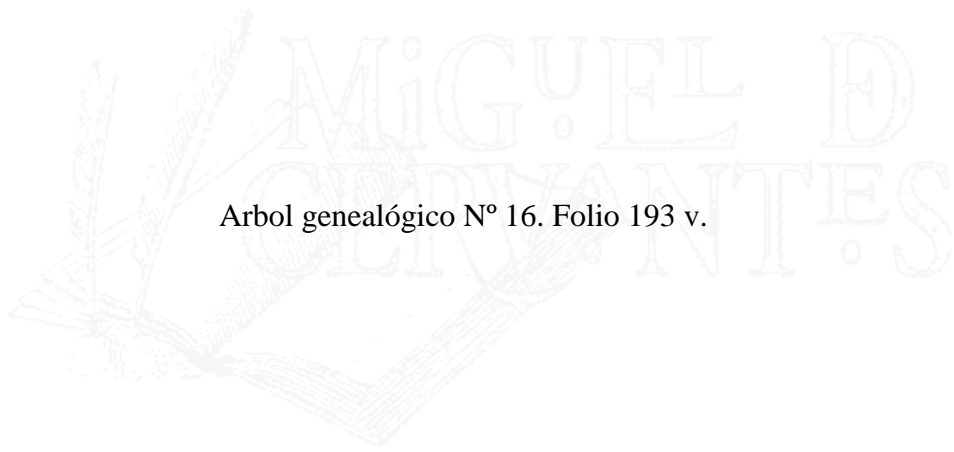 MiGUEL D
CERVANTES
Arbol genealógico Nº 16. Folio 193 v.